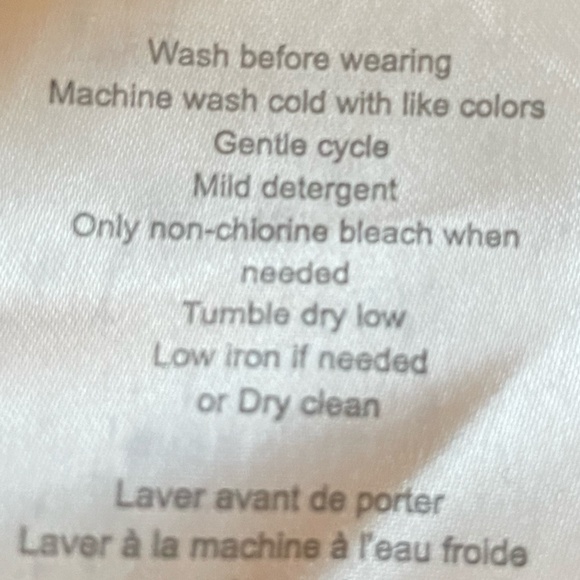 Wash before wearing
Machine wash cold with like colors
Gentle cycle
Mild detergent
Only non-chlorine bleach when
needed
Tumble dry low
Low iron if needed
or Dry clean
Laver avant de porter
Laver à la machine à l'eau froide